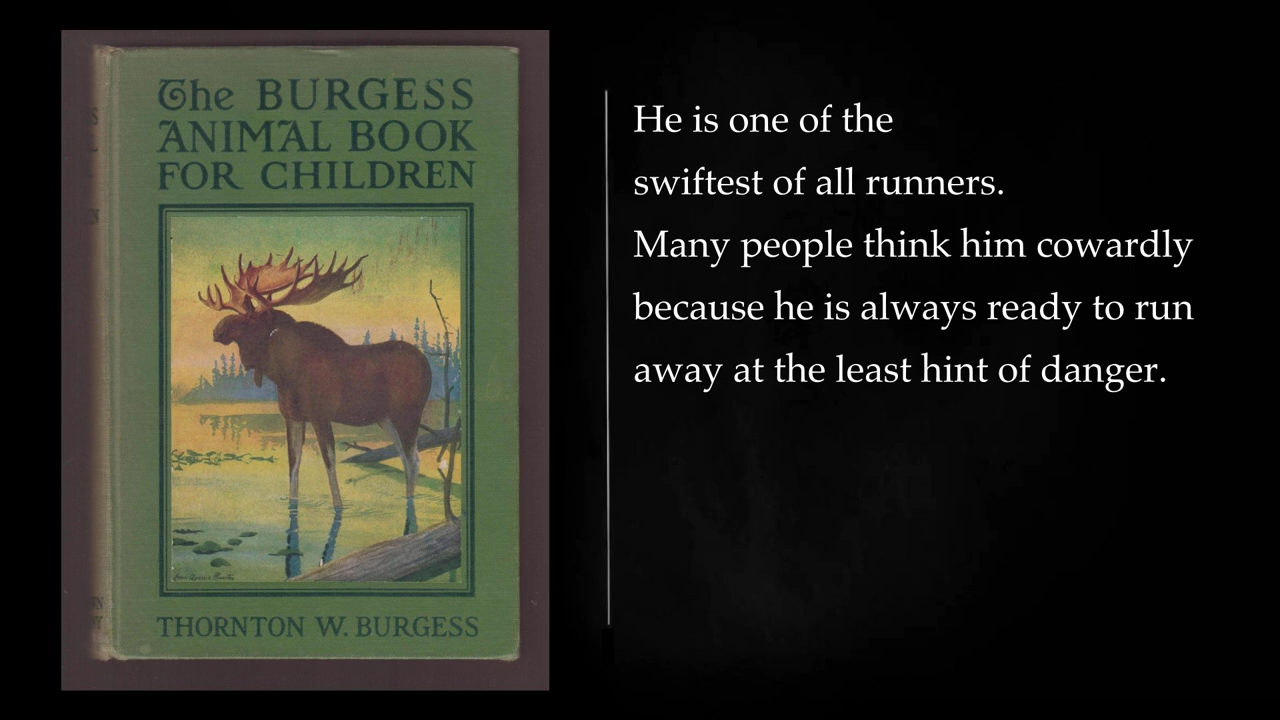 The BURGESS
ANIMAL BOOK
FOR CHILDREN
THORNTON W. BURGESS
He is one of the
swiftest of all runners.
Many people think him cowardly
because he is always ready to run
away at the least hint of danger.